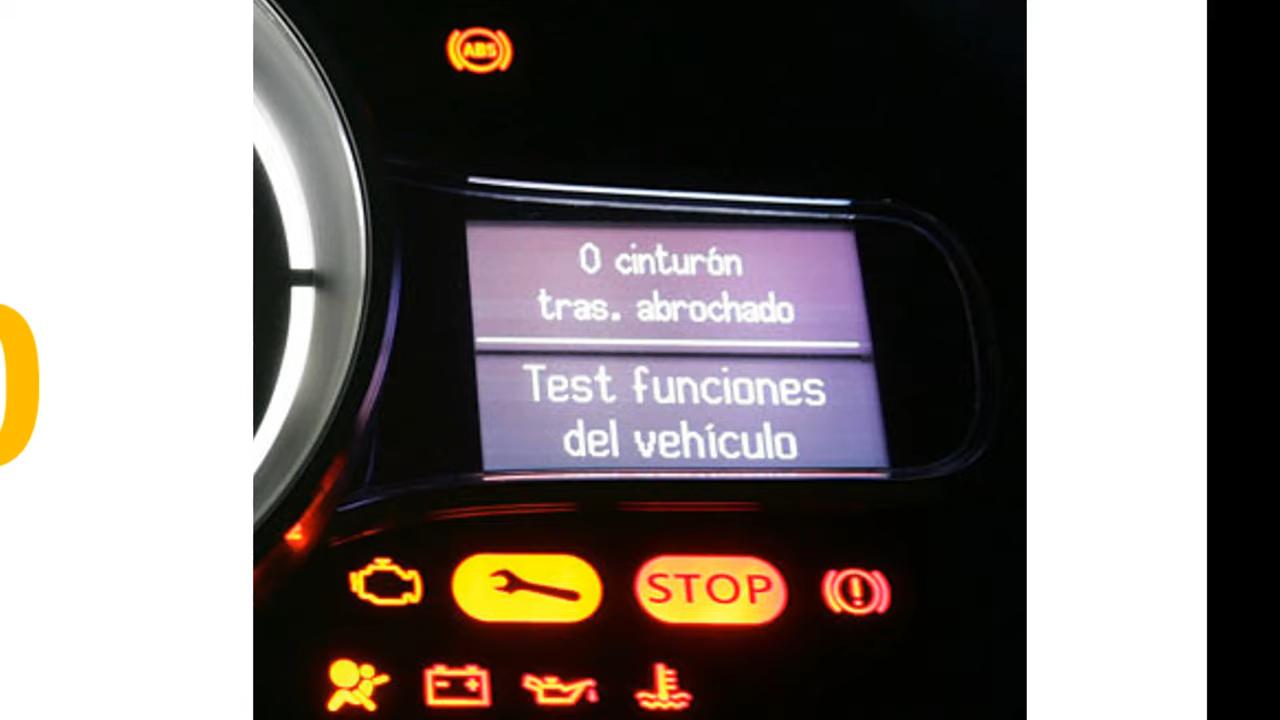 ABS
0 cinturón
tras. abrochado
Test funciones
del vehículo
STOP